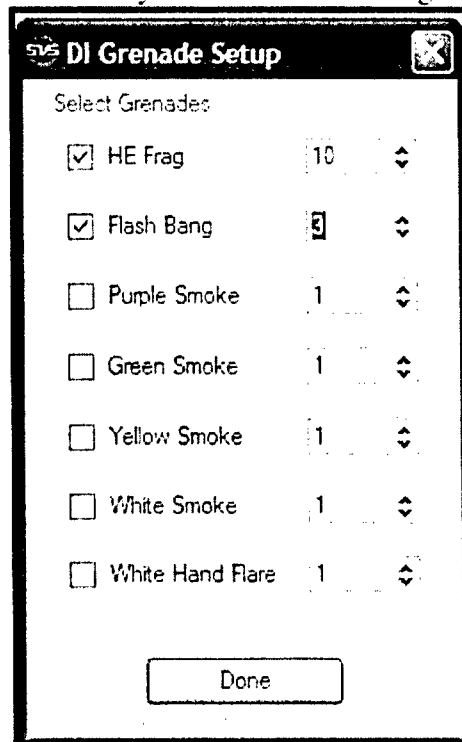 SVS DI Grenade Setup
Select Grenades
HE Frag 10
Flash Bang 3
Purple Smoke 1
Green Smoke 1
Yellow Smoke 1
White Smoke 1
White Hand Flare 1
Done